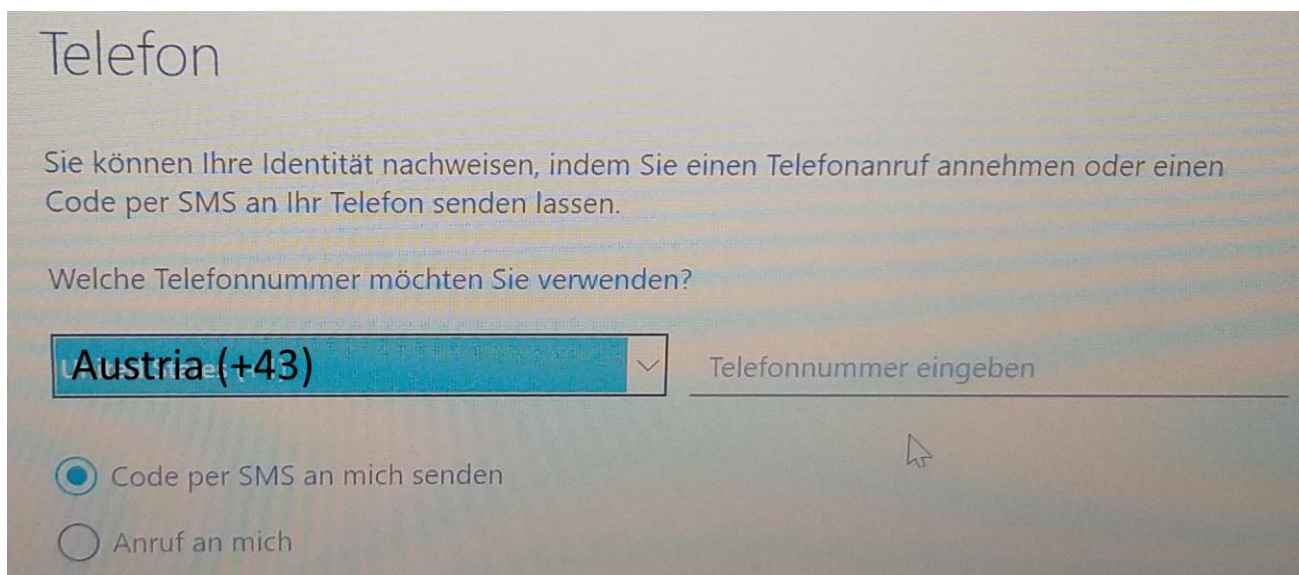 Telefon
Sie können Ihre Identität nachweisen, indem Sie einen Telefonanruf annehmen oder einen
Code per SMS an Ihr Telefon senden lassen.
Welche Telefonnummer möchten Sie verwenden?
Austria (+43)
Telefonnummer eingeben
Code per SMS an mich senden
Anruf an mich